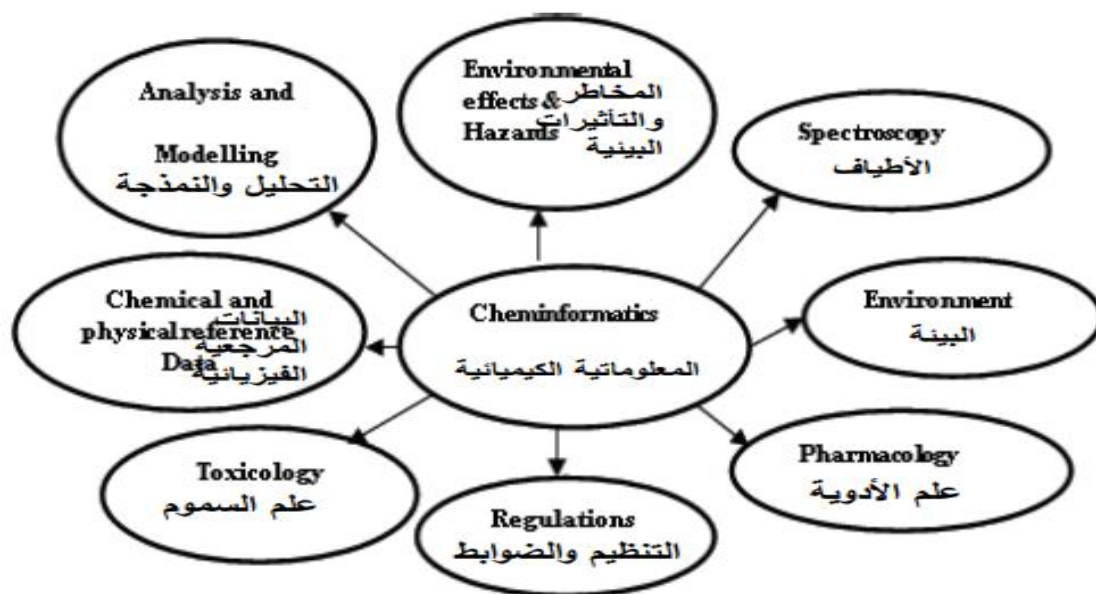 Analysis and
Modelling
التحليل والنمذجة
Environmental
effects &
Hazards
المخاطر
والتأثيرات
البيئية
Spectroscopy
الأطياف
Chemical and
physical reference
Data
البيانات
المرجعية
الفيزيائية
Cheminformatics
المعلوماتية الكيميائية
Environment
البيئة
Toxicology
علم السموم
Regulations
التنظيم والضوابط
Pharmacology
علم الأدوية